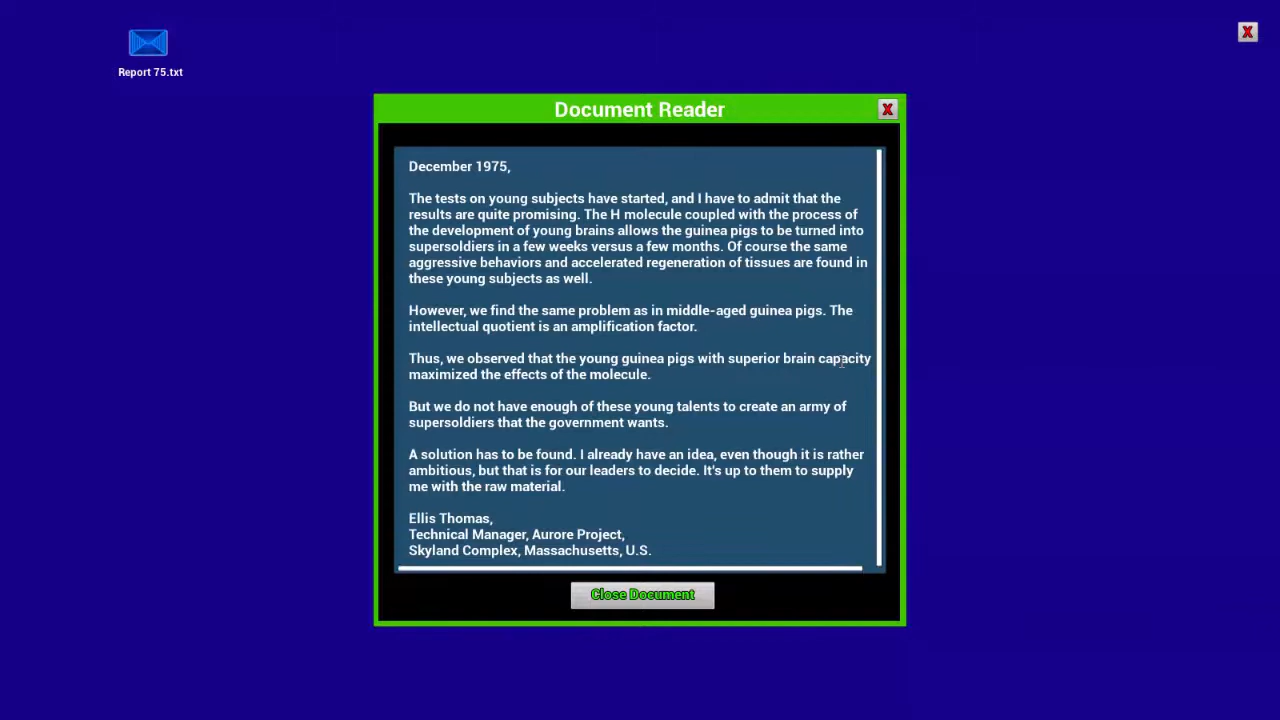 Report 75.txt
X
Document Reader
X
December 1975,
The tests on young subjects have started, and I have to admit that the
results are quite promising. The H molecule coupled with the process of
the development of young brains allows the guinea pigs to be turned into
supersoldiers in a few weeks versus a few months. Of course the same
aggressive behaviors and accelerated regeneration of tissues are found in
these young subjects as well.
However, we find the same problem as in middle-aged guinea pigs. The
intellectual quotient is an amplification factor.
Thus, we observed that the young guinea pigs with superior brain capacity
maximized the effects of the molecule.
But we do not have enough of these young talents to create an army of
supersoldiers that the government wants.
A solution has to be found. I already have an idea, even though it is rather
ambitious, but that is for our leaders to decide. It's up to them to supply
me with the raw material.
Ellis Thomas,
Technical Manager, Aurore Project,
Skyland Complex, Massachusetts, U.S.
Close Document